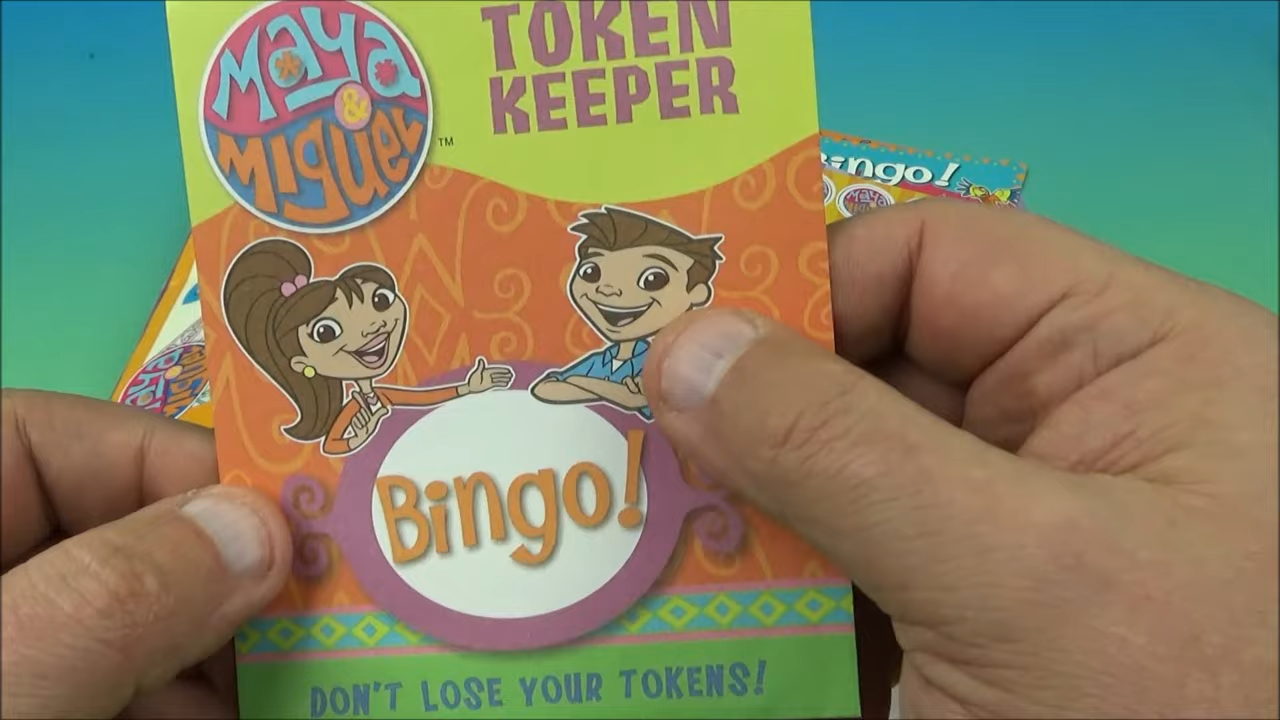 Maya
&
Miguel
™
TOKEN
KEEPER
Bingo!
Bingo!
DON'T LOSE YOUR TOKENS!